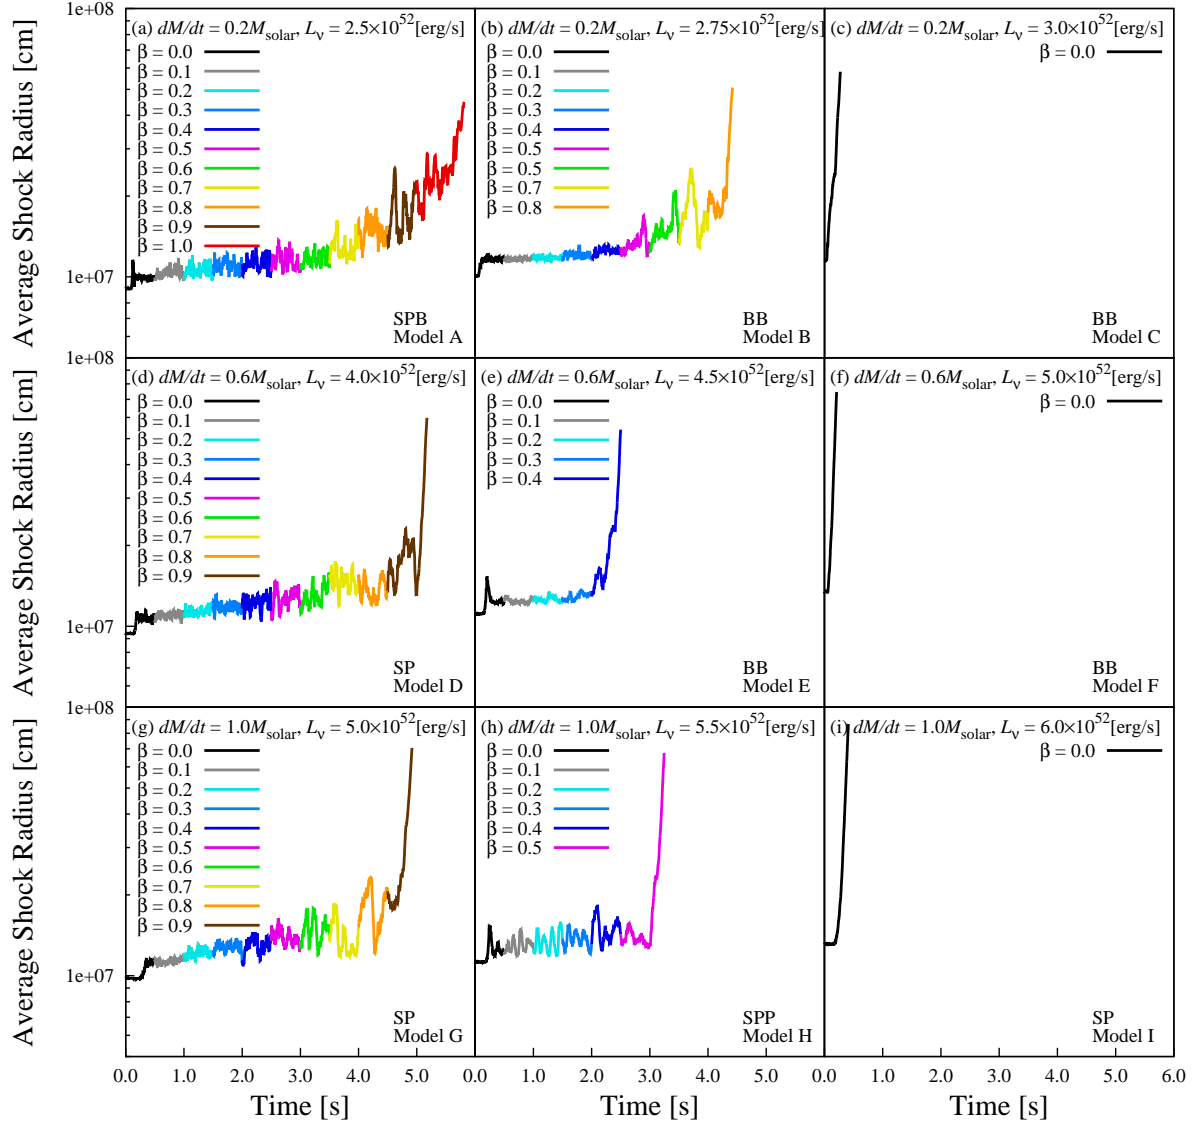 1e+08
Average Shock Radius [cm]
1e+07
(a) dM/dt = 0.2M_solar, L_ν = 2.5×10^52[erg/s]
β = 0.0
β = 0.1
β = 0.2
β = 0.3
β = 0.4
β = 0.5
β = 0.6
β = 0.7
β = 0.8
β = 0.9
β = 1.0
SPB
Model A
(b) dM/dt = 0.2M_solar, L_ν = 2.75×10^52[erg/s]
β = 0.0
β = 0.1
β = 0.2
β = 0.3
β = 0.4
β = 0.5
β = 0.5
β = 0.7
β = 0.8
BB
Model B
(c) dM/dt = 0.2M_solar, L_ν = 3.0×10^52[erg/s]
β = 0.0
BB
Model C
1e+08
Average Shock Radius [cm]
1e+07
(d) dM/dt = 0.6M_solar, L_ν = 4.0×10^52[erg/s]
β = 0.0
β = 0.1
β = 0.2
β = 0.3
β = 0.4
β = 0.5
β = 0.6
β = 0.7
β = 0.8
β = 0.9
SP
Model D
(e) dM/dt = 0.6M_solar, L_ν = 4.5×10^52[erg/s]
β = 0.0
β = 0.1
β = 0.2
β = 0.3
β = 0.4
BB
Model E
(f) dM/dt = 0.6M_solar, L_ν = 5.0×10^52[erg/s]
β = 0.0
BB
Model F
1e+08
Average Shock Radius [cm]
1e+07
(g) dM/dt = 1.0M_solar, L_ν = 5.0×10^52[erg/s]
β = 0.0
β = 0.1
β = 0.2
β = 0.3
β = 0.4
β = 0.5
β = 0.6
β = 0.7
β = 0.8
β = 0.9
SP
Model G
(h) dM/dt = 1.0M_solar, L_ν = 5.5×10^52[erg/s]
β = 0.0
β = 0.1
β = 0.2
β = 0.3
β = 0.4
β = 0.5
SPP
Model H
(i) dM/dt = 1.0M_solar, L_ν = 6.0×10^52[erg/s]
β = 0.0
SP
Model I
0.0 1.0 2.0 3.0 4.0 5.0 0.0 1.0 2.0 3.0 4.0 5.0 0.0 1.0 2.0 3.0 4.0 5.0 6.0
Time [s] Time [s] Time [s]